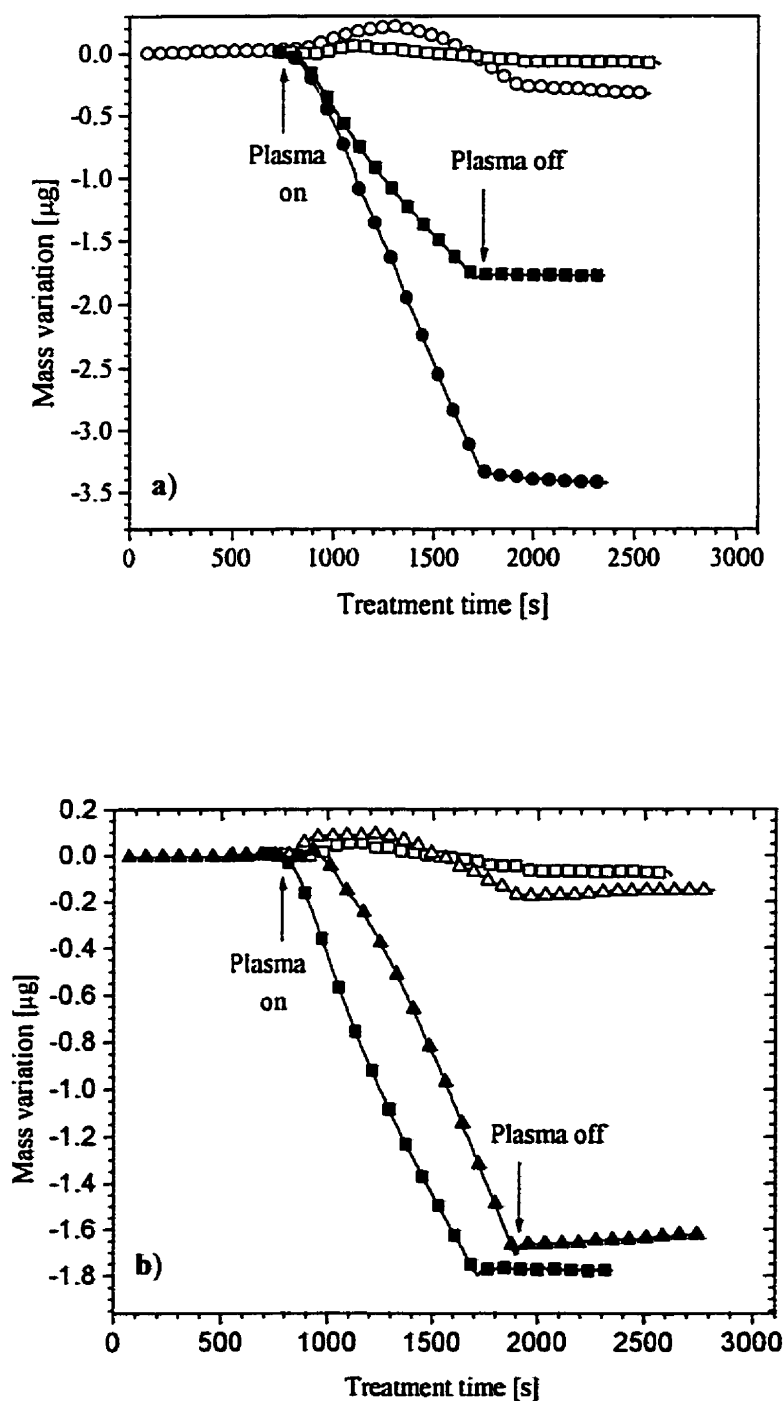 0.0
-0.5
-1.0
-1.5
-2.0
-2.5
-3.0
-3.5
Mass variation [µg]
Plasma
on
Plasma off
a)
0 500 1000 1500 2000 2500 3000
Treatment time [s]
0.2
0.0
-0.2
-0.4
-0.6
-0.8
-1.0
-1.2
-1.4
-1.6
-1.8
Mass variation [µg]
Plasma
on
Plasma off
b)
0 500 1000 1500 2000 2500 3000
Treatment time [s]